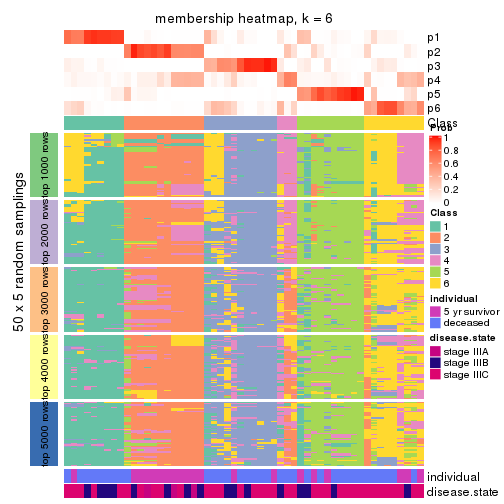 membership heatmap, k = 6
p1
p2
p3
p4
p5
p6
Class
Prob
1
0.8
0.6
0.4
0.2
0
Class
1
2
3
4
5
6
individual
5 yr survivor
deceased
disease.state
stage IIIA
stage IIIB
stage IIIC
50 x 5 random samplings
top 1000 rows
top 2000 rows
top 3000 rows
top 4000 rows
top 5000 rows
individual
disease.state